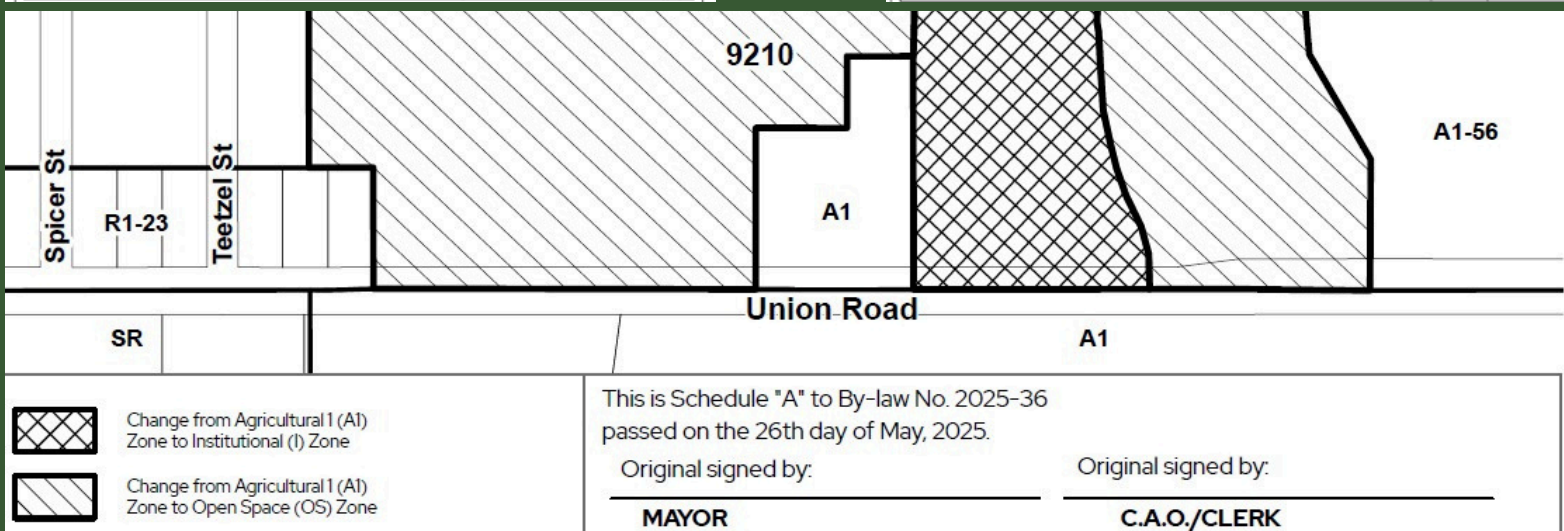 9210
A1-56
Spicer St
R1-23
Teetzel St
A1
Union Road
SR
A1
Change from Agricultural 1 (A1)
Zone to Institutional (I) Zone
Change from Agricultural 1 (A1)
Zone to Open Space (OS) Zone
This is Schedule "A" to By-law No. 2025-36
passed on the 26th day of May, 2025.
Original signed by:
Original signed by:
MAYOR
C.A.O./CLERK